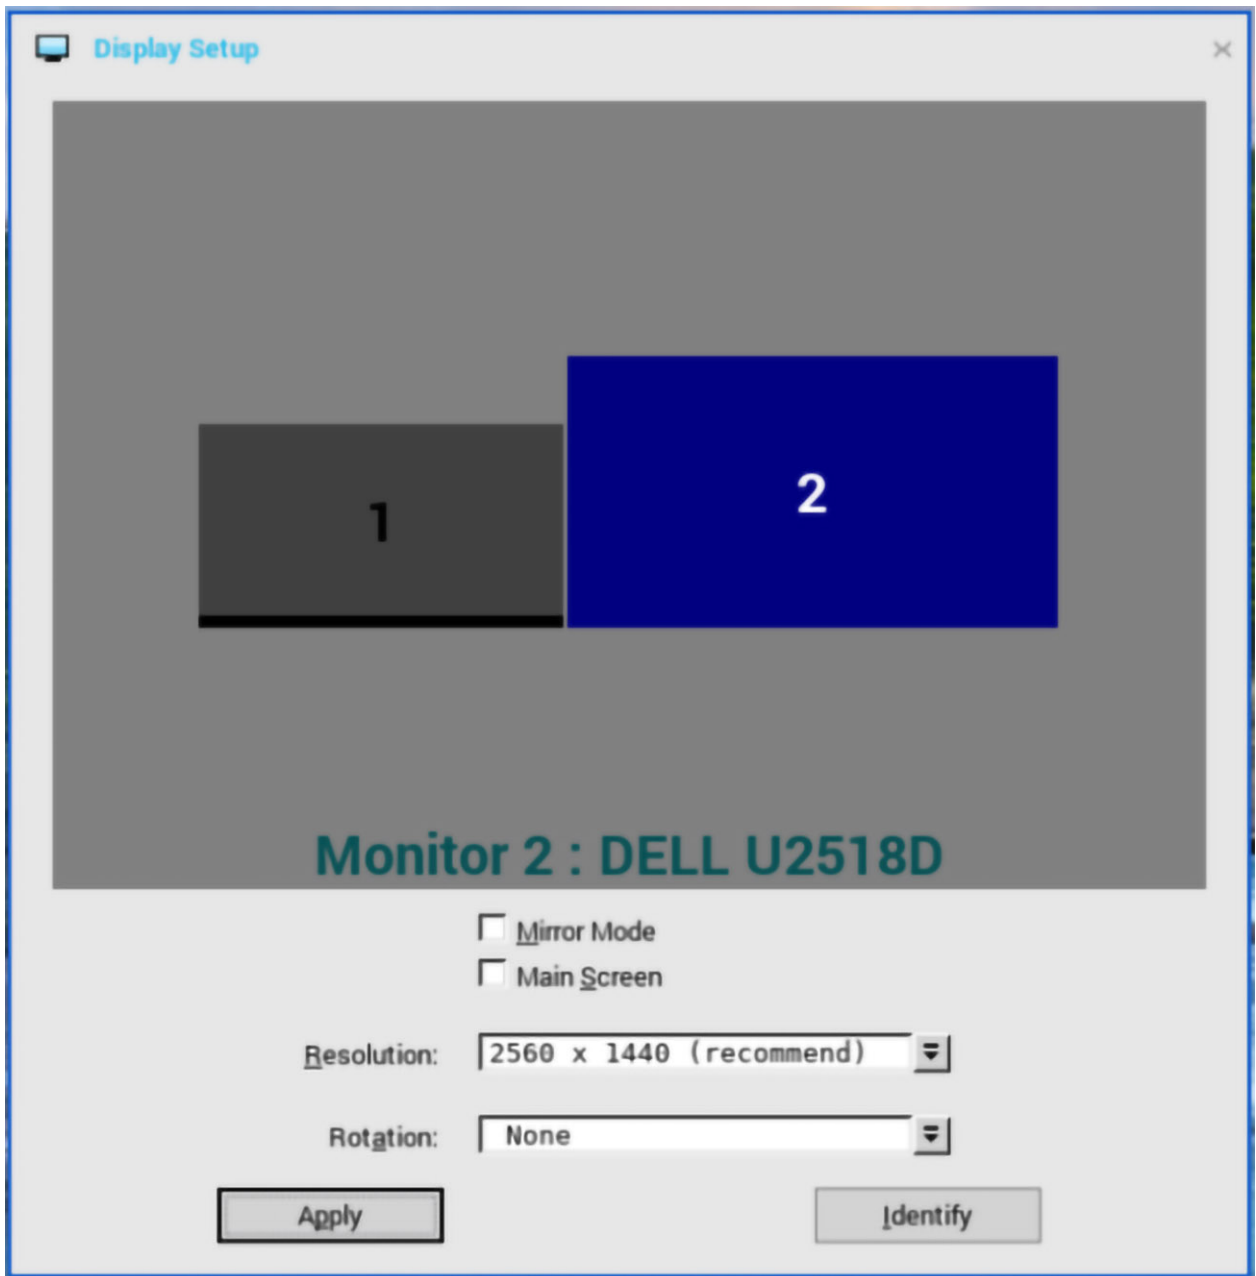 Display Setup
1
2
Monitor 2 : DELL U2518D
Mirror Mode
Main Screen
Resolution: 2560 x 1440 (recommend)
Rotation: None
Apply Identify